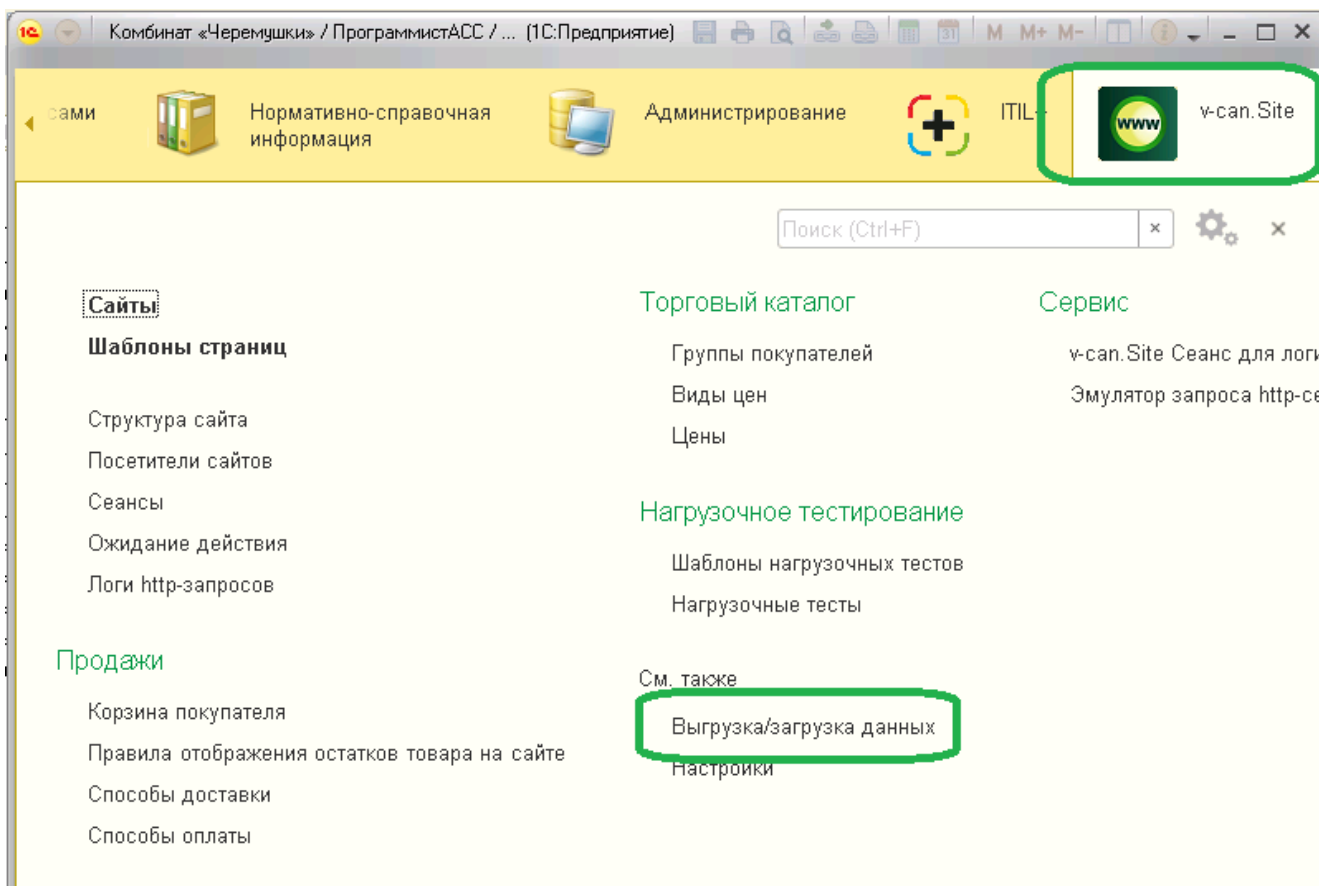 Комбинат «Черемушки» / ПрограммистАСС / ... (1С:Предприятие)
M M+ M-
сами
Нормативно-справочная
информация
Администрирование
ITIL+
www
v-can.Site
Поиск (Ctrl+F)
Сайты
Шаблоны страниц
Структура сайта
Посетители сайтов
Сеансы
Ожидание действия
Логи http-запросов
Продажи
Корзина покупателя
Правила отображения остатков товара на сайте
Способы доставки
Способы оплаты
Торговый каталог
Группы покупателей
Виды цен
Цены
Нагрузочное тестирование
Шаблоны нагрузочных тестов
Нагрузочные тесты
См. также
Выгрузка/загрузка данных
Настройки
Сервис
v-can.Site Сеанс для логи
Эмулятор запроса http-се